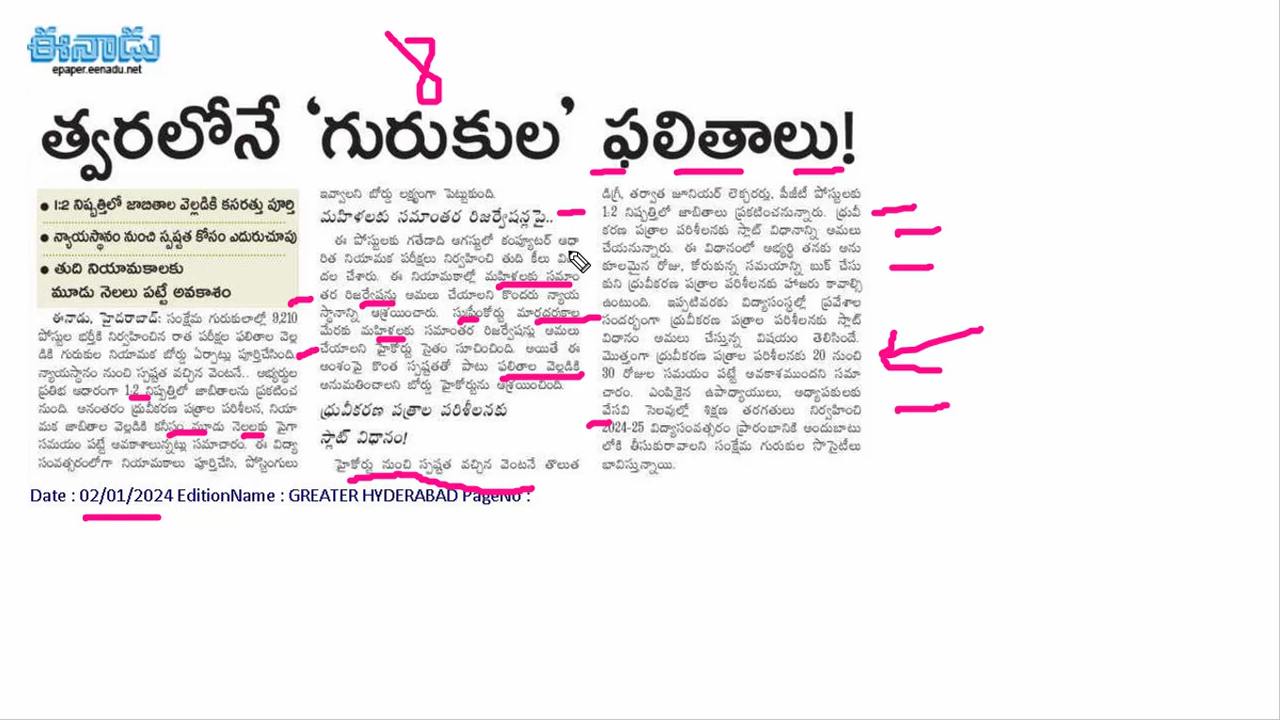 ఈనాడు
epaper.eenadu.net
8
త్వరలోనే ‘గురుకుల’ ఫలితాలు!
• 1:2 నిష్పత్తిలో జాబితాల వెల్లడికి కసరత్తు పూర్తి
• న్యాయస్థానం నుంచి స్పష్టత కోసం ఎదురుచూపు
• తుది నియామకాలకు
మూడు నెలలు పట్టే అవకాశం
ఈనాడు, హైదరాబాద్: సంక్షేమ గురుకులాల్లో 9,210
పోస్టుల భర్తీకి నిర్వహించిన రాత పరీక్షల ఫలితాల వెల్ల
డికి గురుకుల నియామక బోర్డు ఏర్పాట్లు పూర్తిచేసింది.
న్యాయస్థానం నుంచి స్పష్టత వచ్చిన వెంటనే.. అభ్యర్థుల
ప్రతిభ ఆధారంగా 1:2 నిష్పత్తిలో జాబితాలను ప్రకటించ
నుంది. అనంతరం ధ్రువీకరణ పత్రాల పరిశీలన, నియా
మక జాబితాల వెల్లడికి కనీసం మూడు నెలలకు పైగా
సమయం పట్టే అవకాశాలున్నట్లు సమాచారం. ఈ విద్యా
సంవత్సరంలోగా నియామకాలు పూర్తిచేసి, పోస్టింగులు
ఇవ్వాలని బోర్డు లక్ష్యంగా పెట్టుకుంది.
మహిళలకు సమాంతర రిజర్వేషన్లపై..
ఈ పోస్టులకు గతేడాది ఆగస్టులో కంప్యూటర్ ఆధా
రిత నియామక పరీక్షలు నిర్వహించి తుది కీలు
దల చేశారు. ఈ నియామకాల్లో మహిళలకు సమాం
తర రిజర్వేషన్లు అమలు చేయాలని కొందరు న్యాయ
స్థానాన్ని ఆశ్రయించారు. సుప్రీంకోర్టు మార్గదర్శకాల
మేరకు మహిళలకు సమాంతర రిజర్వేషన్లు అమలు
చేయాలని హైకోర్టు సైతం సూచించింది. అయితే ఈ
అంశంపై కొంత స్పష్టతతో పాటు ఫలితాల వెల్లడికి
అనుమతించాలని బోర్డు హైకోర్టును ఆశ్రయించింది.
ధ్రువీకరణ పత్రాల పరిశీలనకు
స్లాట్ విధానం!
హైకోర్టు నుంచి స్పష్టత వచ్చిన వెంటనే తొలుత
డిగ్రీ, తర్వాత జూనియర్ లెక్చరర్లు, పీజీటీ పోస్టులకు
1:2 నిష్పత్తిలో జాబితాలు ప్రకటించనున్నారు. ధ్రువీ
కరణ పత్రాల పరిశీలనకు స్లాట్ విధానాన్ని అమలు
చేయనున్నారు. ఈ విధానంలో అభ్యర్థి తనకు అను
కూలమైన రోజు, కోరుకున్న సమయాన్ని బుక్ చేసు
కుని ధ్రువీకరణ పత్రాల పరిశీలనకు హాజరు కావాల్సి
ఉంటుంది. ఇప్పటివరకు విద్యాసంస్థల్లో ప్రవేశాల
సందర్భంగా ధ్రువీకరణ పత్రాల పరిశీలనకు స్లాట్
విధానం అమలు చేస్తున్న విషయం తెలిసిందే.
మొత్తంగా ధ్రువీకరణ పత్రాల పరిశీలనకు 20 నుంచి
30 రోజుల సమయం పట్టే అవకాశముందని సమా
చారం. ఎంపికైన ఉపాధ్యాయులు, అధ్యాపకులకు
వేసవి సెలవుల్లో శిక్షణ తరగతులు నిర్వహించి
2024-25 విద్యాసంవత్సరం ప్రారంభానికి అందుబాటు
లోకి తీసుకురావాలని సంక్షేమ గురుకుల సొసైటీలు
భావిస్తున్నాయి.
Date : 02/01/2024 EditionName : GREATER HYDERABAD PageNo :